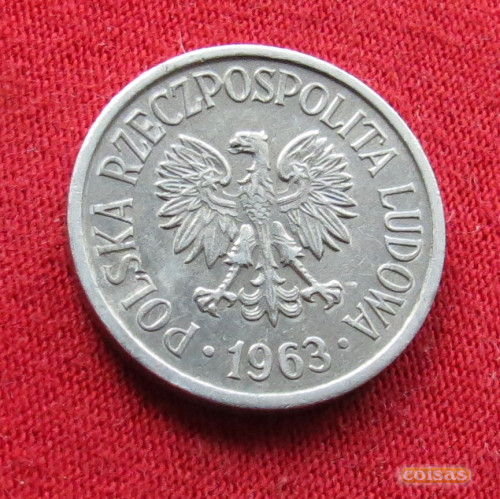 POLSKA RZECZPOSPOLITA LUDOWA
· 1963 ·
coisas